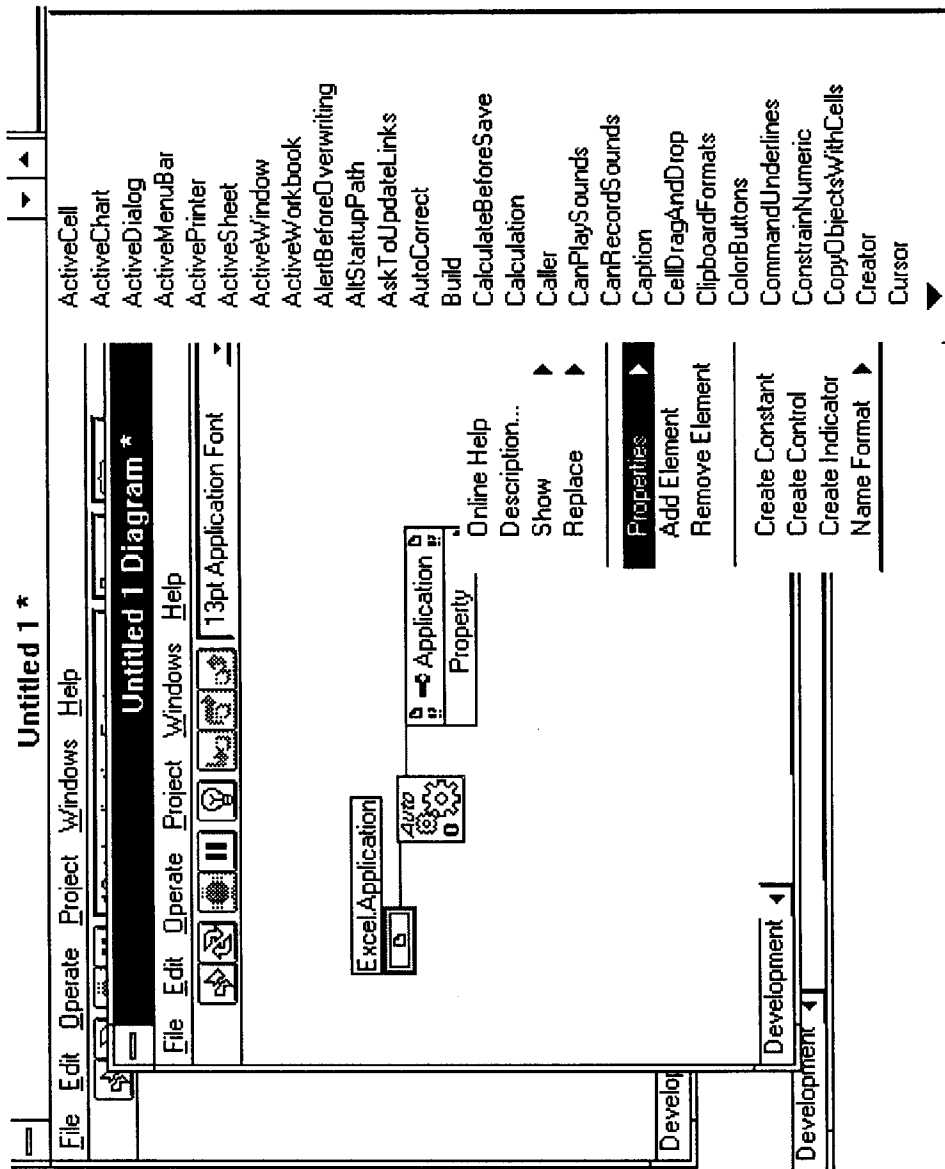 Untitled 1 *
File Edit Operate Project Windows Help
Untitled 1 Diagram *
File Edit Operate Project Windows Help
13pt Application Font
Excel.Application
Auto
Application
Property
Online Help
Description...
Show
Replace
Properties
Add Element
Remove Element
Create Constant
Create Control
Create Indicator
Name Format
ActiveCell
ActiveChart
ActiveDialog
ActiveMenuBar
ActivePrinter
ActiveSheet
ActiveWindow
ActiveWorkbook
AlertBeforeOverwriting
AltStartupPath
AskToUpdateLinks
AutoCorrect
Build
CalculateBeforeSave
Calculation
Caller
CanPlaySounds
CanRecordSounds
Caption
CellDragAndDrop
ClipboardFormats
ColorButtons
CommandUnderlines
ConstrainNumeric
CopyObjectsWithCells
Creator
Cursor
Development
Develop
Development